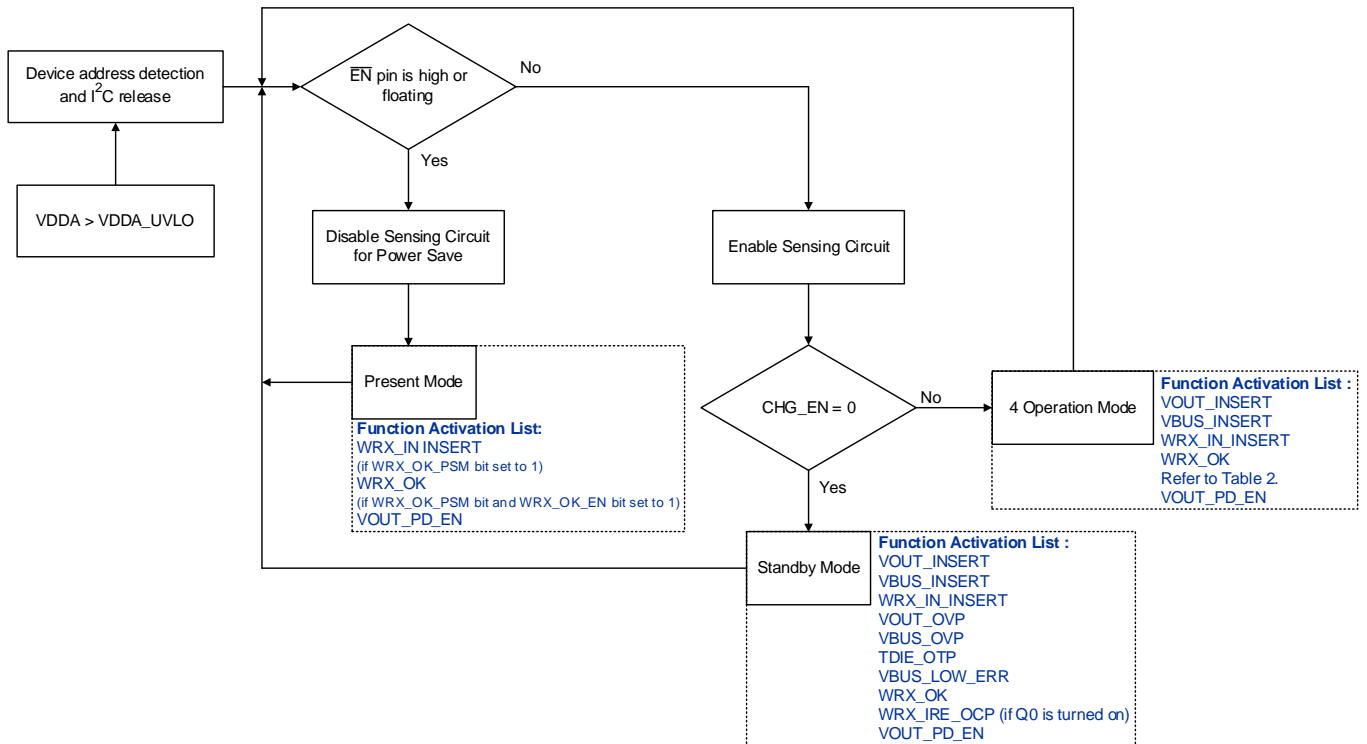 Device address detection
and I²C release
VDDA > VDDA_UVLO
E̅N̅ pin is high or
floating
No
Yes
Disable Sensing Circuit
for Power Save
Enable Sensing Circuit
Present Mode
Function Activation List:
WRX_IN INSERT
(if WRX_OK_PSM bit set to 1)
WRX_OK
(if WRX_OK_PSM bit and WRX_OK_EN bit set to 1)
VOUT_PD_EN
CHG_EN = 0
No
Yes
4 Operation Mode
Function Activation List :
VOUT_INSERT
VBUS_INSERT
WRX_IN_INSERT
WRX_OK
Refer to Table 2.
VOUT_PD_EN
Standby Mode
Function Activation List :
VOUT_INSERT
VBUS_INSERT
WRX_IN_INSERT
VOUT_OVP
VBUS_OVP
TDIE_OTP
VBUS_LOW_ERR
WRX_OK
WRX_IRE_OCP (if Q0 is turned on)
VOUT_PD_EN